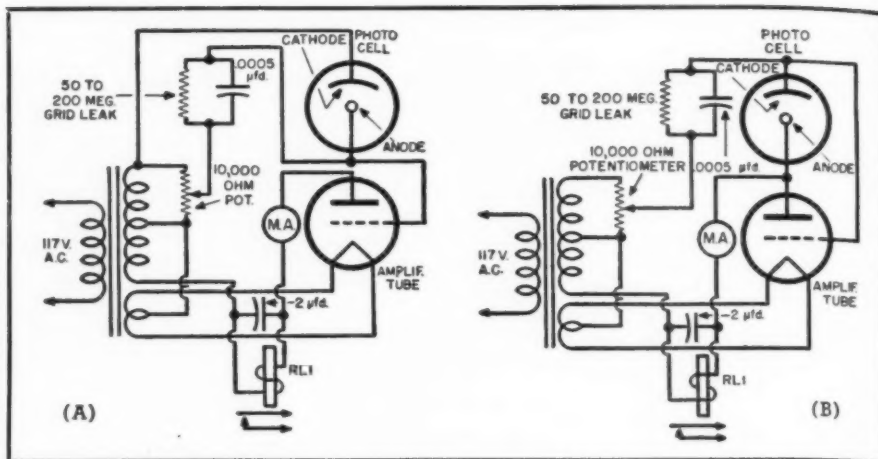 PHOTO
CELL
CATHODE
.0005
µfd.
50 TO
200 MEG.
GRID LEAK
ANODE
10,000
OHM
POT.
M.A.
117V.
A.C.
AMPLIF.
TUBE
-2 µfd.
RL1
(A)
PHOTO
CELL
CATHODE
50 TO 200 MEG.
GRID LEAK
10,000 OHM
POTENTIOMETER
.0005 µfd.
ANODE
M.A.
117V.
A.C.
AMPLIF.
TUBE
-2 µfd.
RL1
(B)